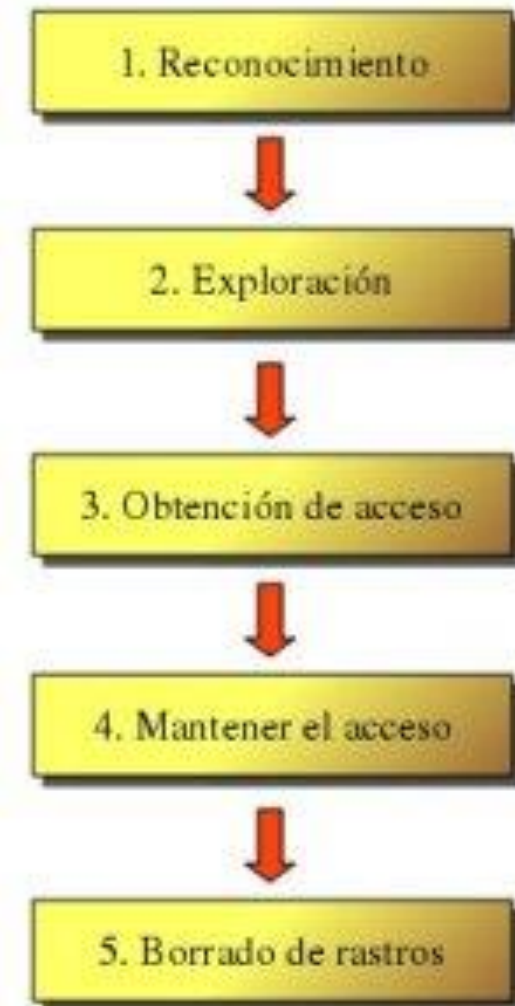 1. Reconocimiento
2. Exploración
3. Obtención de acceso
4. Mantener el acceso
5. Borrado de rastros